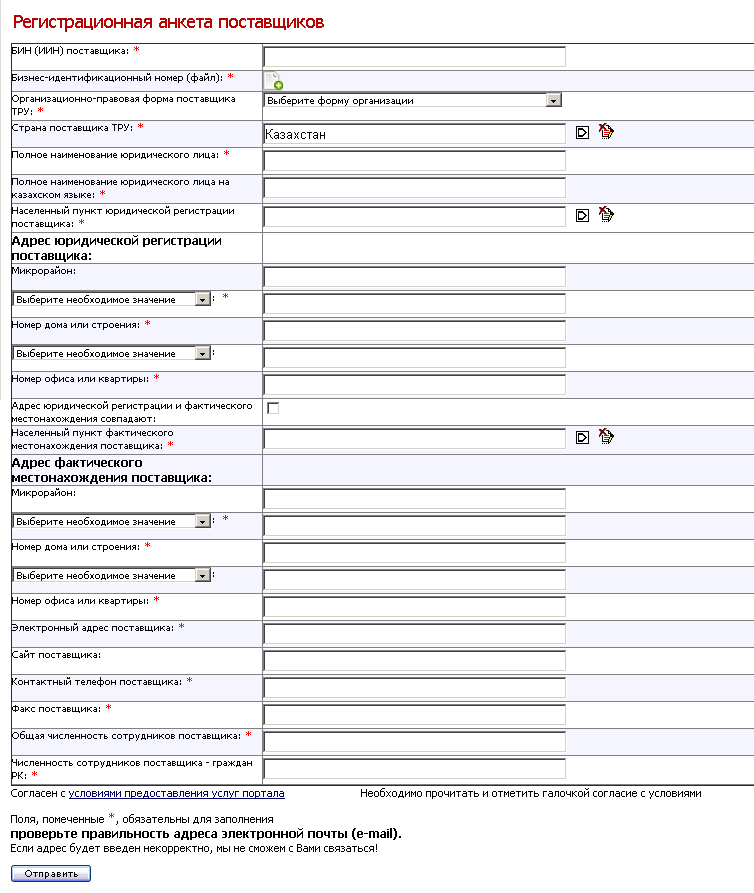 Регистрационная анкета поставщиков
БИН (ИИН) поставщика: *
Бизнес-идентификационный номер (файл): *
Организационно-правовая форма поставщика
ТРУ: *
Выберите форму организации
Страна поставщика ТРУ: *
Казахстан
Полное наименование юридического лица: *
Полное наименование юридического лица на
казахском языке: *
Населенный пункт юридической регистрации
поставщика: *
Адрес юридической регистрации
поставщика:
Микрорайон:
Выберите необходимое значение : *
Номер дома или строения: *
Выберите необходимое значение :
Номер офиса или квартиры: *
Адрес юридической регистрации и фактического
местонахождения совпадают:
Населенный пункт фактического
местонахождения поставщика: *
Адрес фактического
местонахождения поставщика:
Микрорайон:
Выберите необходимое значение : *
Номер дома или строения: *
Выберите необходимое значение :
Номер офиса или квартиры: *
Электронный адрес поставщика: *
Сайт поставщика:
Контактный телефон поставщика: *
Факс поставщика: *
Общая численность сотрудников поставщика: *
Численность сотрудников поставщика - граждан
РК: *
Согласен с условиями предоставления услуг портала Необходимо прочитать и отметить галочкой согласие с условиями
Поля, помеченные *, обязательны для заполнения
проверьте правильность адреса электронной почты (e-mail).
Если адрес будет введен некорректно, мы не сможем с Вами связаться!
Отправить